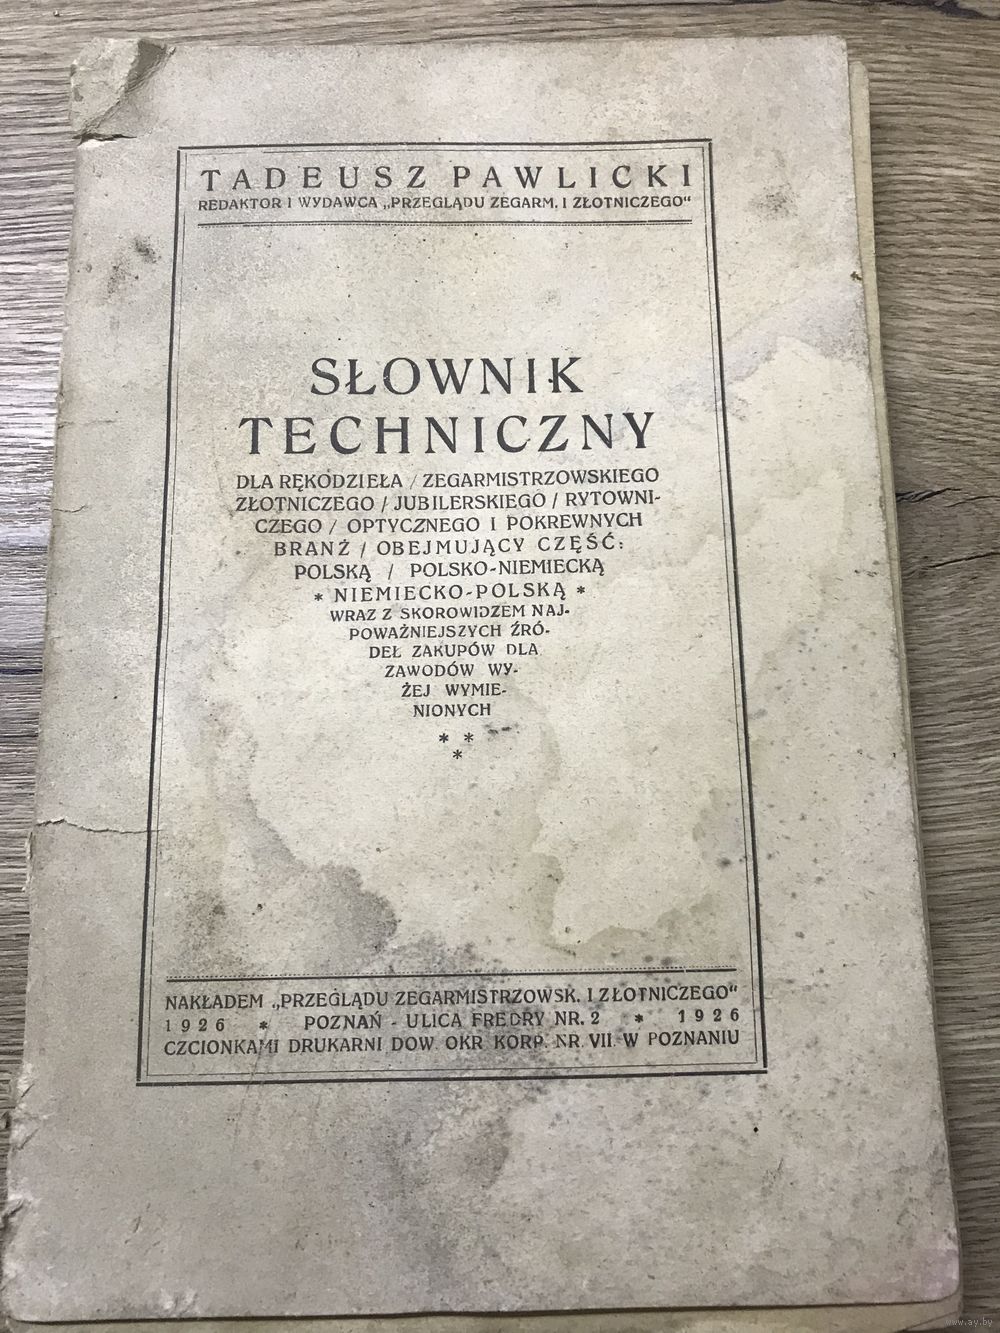 TADEUSZ PAWLICKI
REDAKTOR I WYDAWCA „PRZEGLĄDU ZEGARM. I ZŁOTNICZEGO“
SŁOWNIK
TECHNICZNY
DLA RĘKODZIEŁA / ZEGARMISTRZOWSKIEGO
ZŁOTNICZEGO / JUBILERSKIEGO / RYTOWNI-
CZEGO / OPTYCZNEGO I POKREWNYCH
BRANŻ / OBEJMUJĄCY CZĘŚĆ:
POLSKĄ / POLSKO-NIEMIECKĄ
* NIEMIECKO-POLSKĄ *
WRAZ Z SKOROWIDZEM NAJ-
POWAŻNIEJSZYCH ŹRÓ-
DEŁ ZAKUPÓW DLA
ZAWODÓW WY-
ŻEJ WYMIE-
NIONYCH
* *
*
NAKŁADEM „PRZEGLĄDU ZEGARMISTRZOWSK. I ZŁOTNICZEGO“
1926 * POZNAŃ - ULICA FREDRY NR. 2 * 1926
CZCIONKAMI DRUKARNI DOW. OKR. KORP. NR. VII. W POZNANIU
www.ay.by